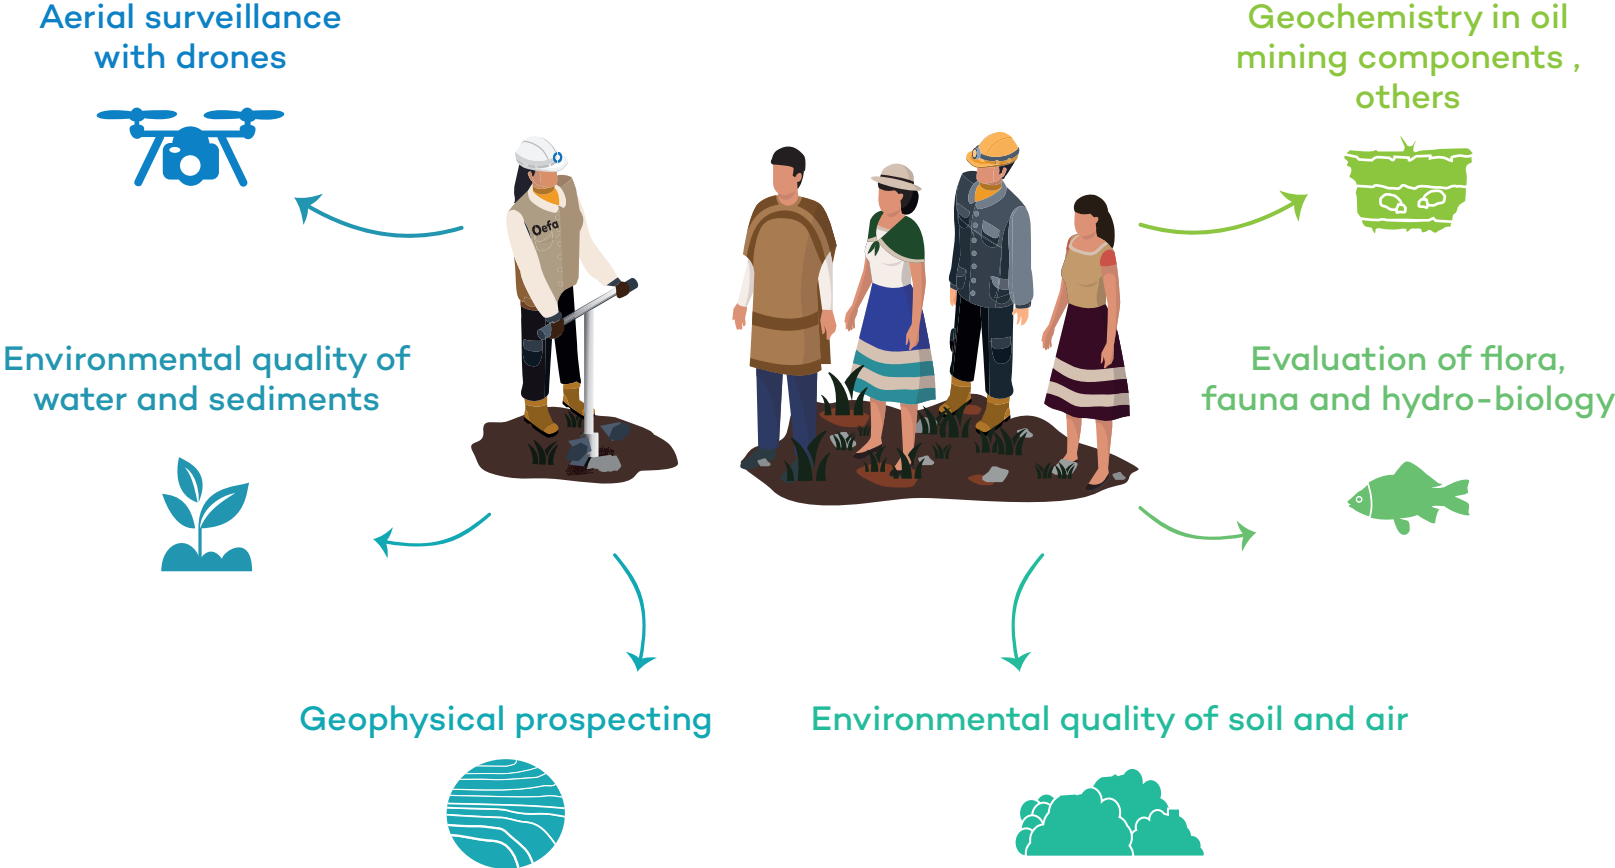 Aerial surveillance
with drones
Geochemistry in oil
mining components ,
others
Oefa
Environmental quality of
water and sediments
Evaluation of flora,
fauna and hydro-biology
Geophysical prospecting
Environmental quality of soil and air